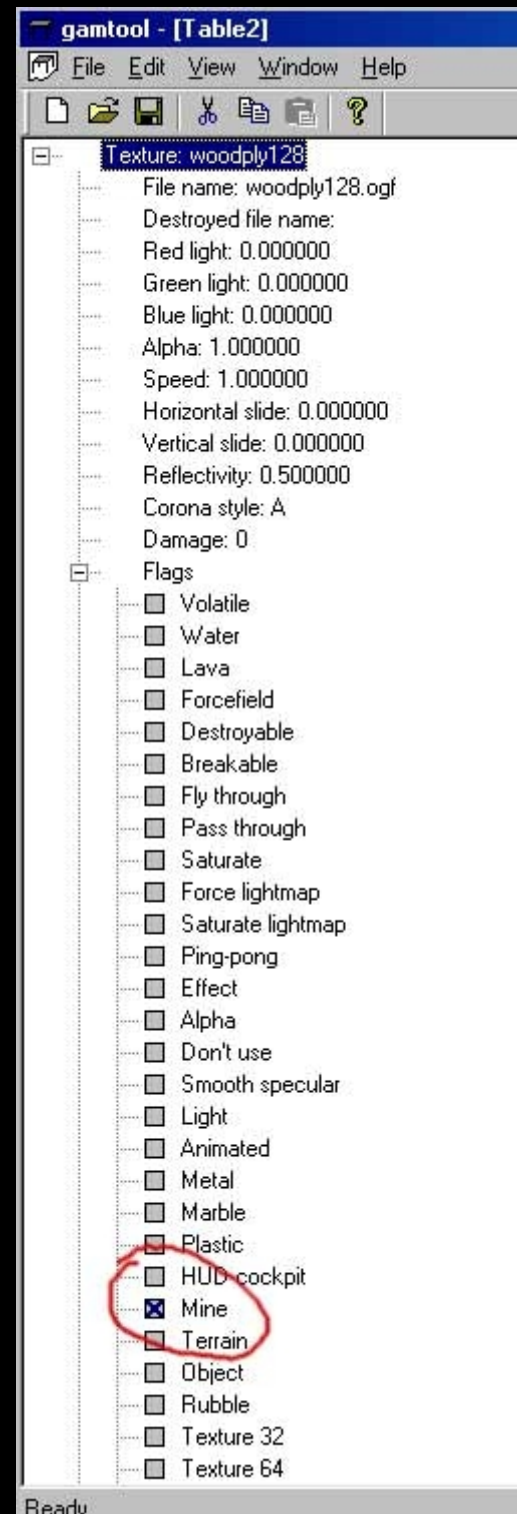 gamtool - [Table2]
File Edit View Window Help
Texture: woodply128
File name: woodply128.ogf
Destroyed file name:
Red light: 0.000000
Green light: 0.000000
Blue light: 0.000000
Alpha: 1.000000
Speed: 1.000000
Horizontal slide: 0.000000
Vertical slide: 0.000000
Reflectivity: 0.500000
Corona style: A
Damage: 0
Flags
Volatile
Water
Lava
Forcefield
Destroyable
Breakable
Fly through
Pass through
Saturate
Force lightmap
Saturate lightmap
Ping-pong
Effect
Alpha
Don't use
Smooth specular
Light
Animated
Metal
Marble
Plastic
HUD cockpit
Mine
Terrain
Object
Rubble
Texture 32
Texture 64
Ready